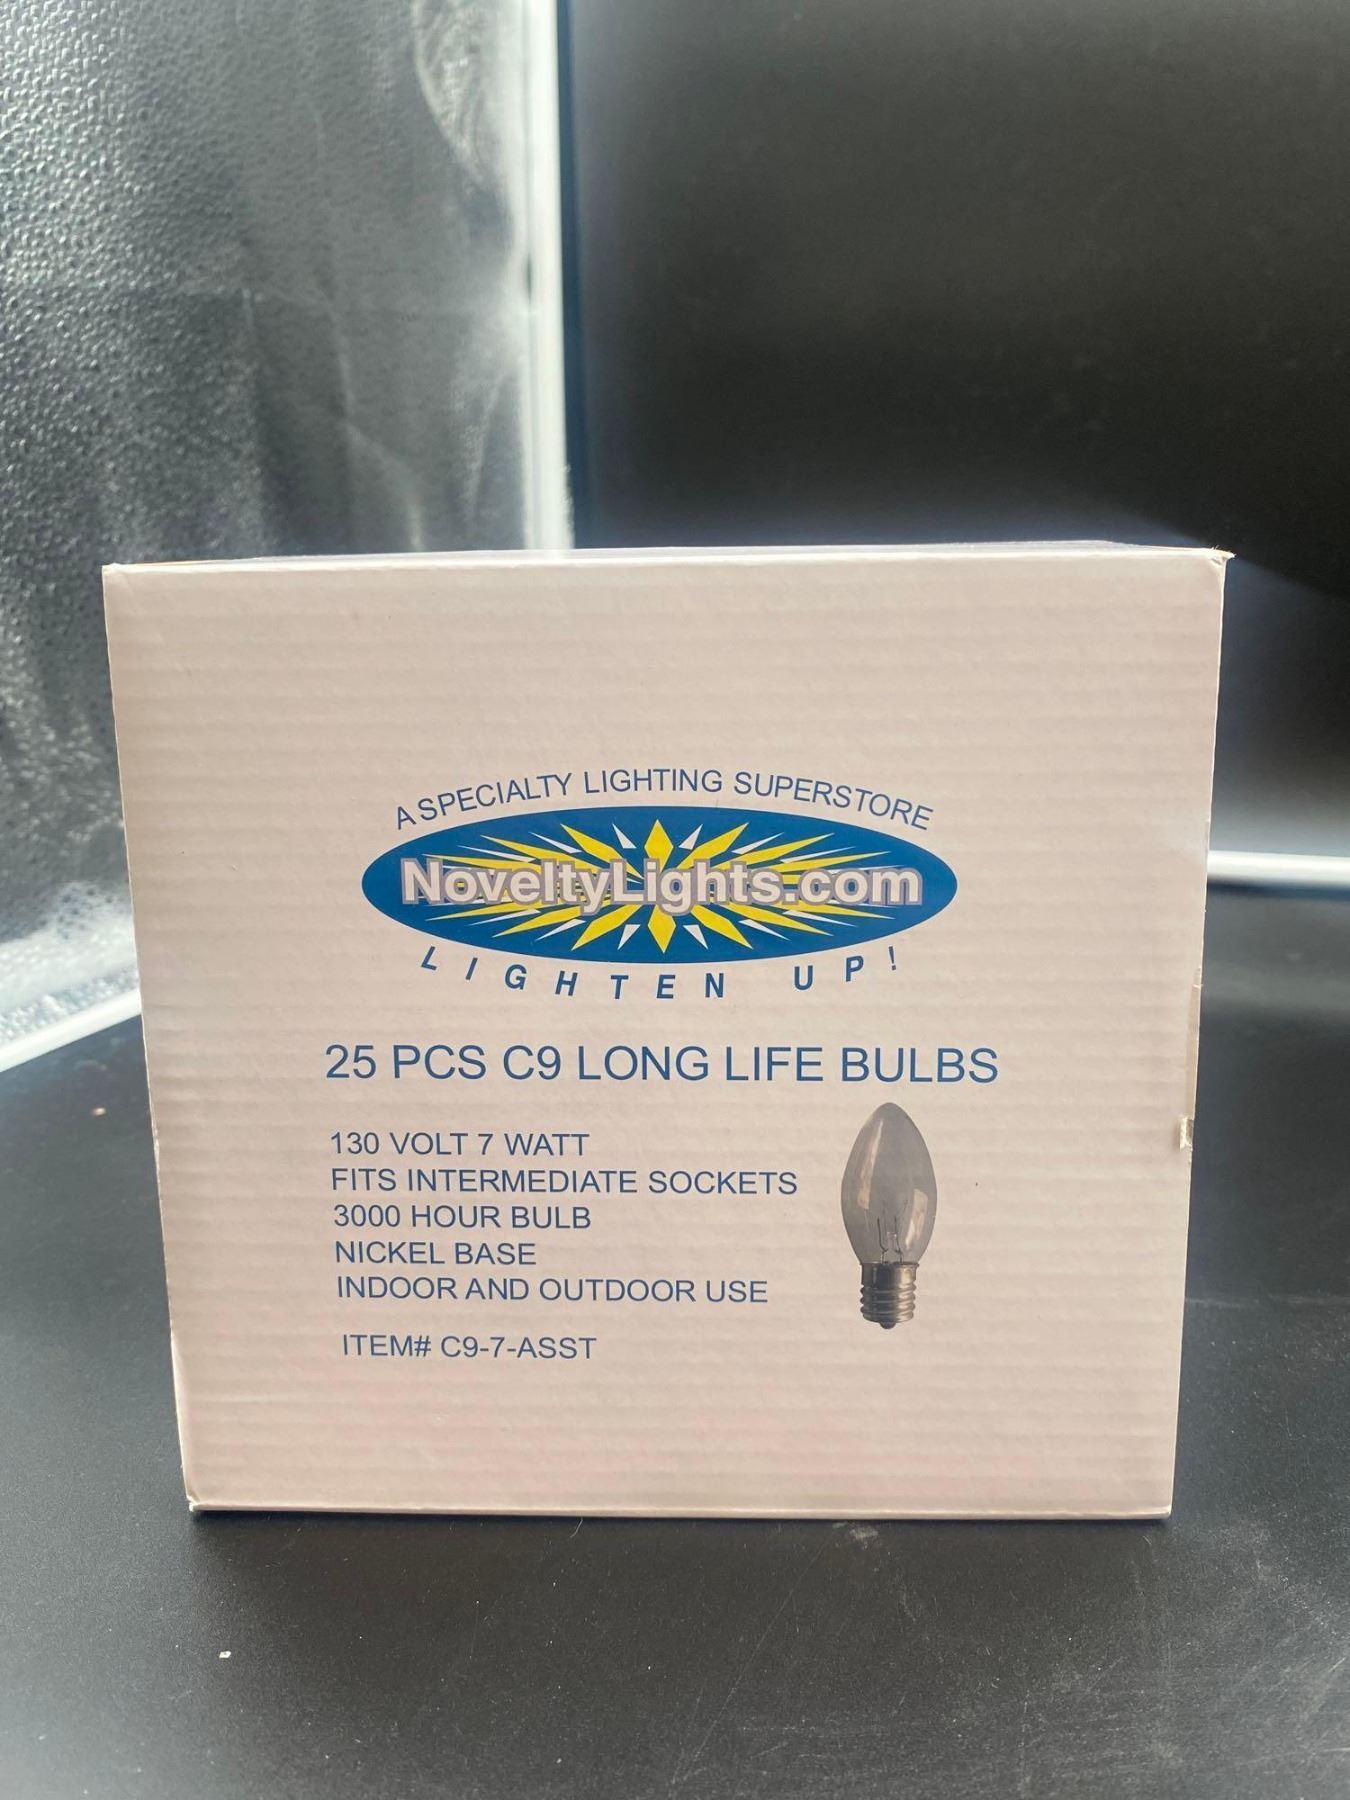 A SPECIALTY LIGHTING SUPERSTORE
NoveltyLights.com
LIGHTEN UP!
25 PCS C9 LONG LIFE BULBS
130 VOLT 7 WATT
FITS INTERMEDIATE SOCKETS
3000 HOUR BULB
NICKEL BASE
INDOOR AND OUTDOOR USE
ITEM# C9-7-ASST